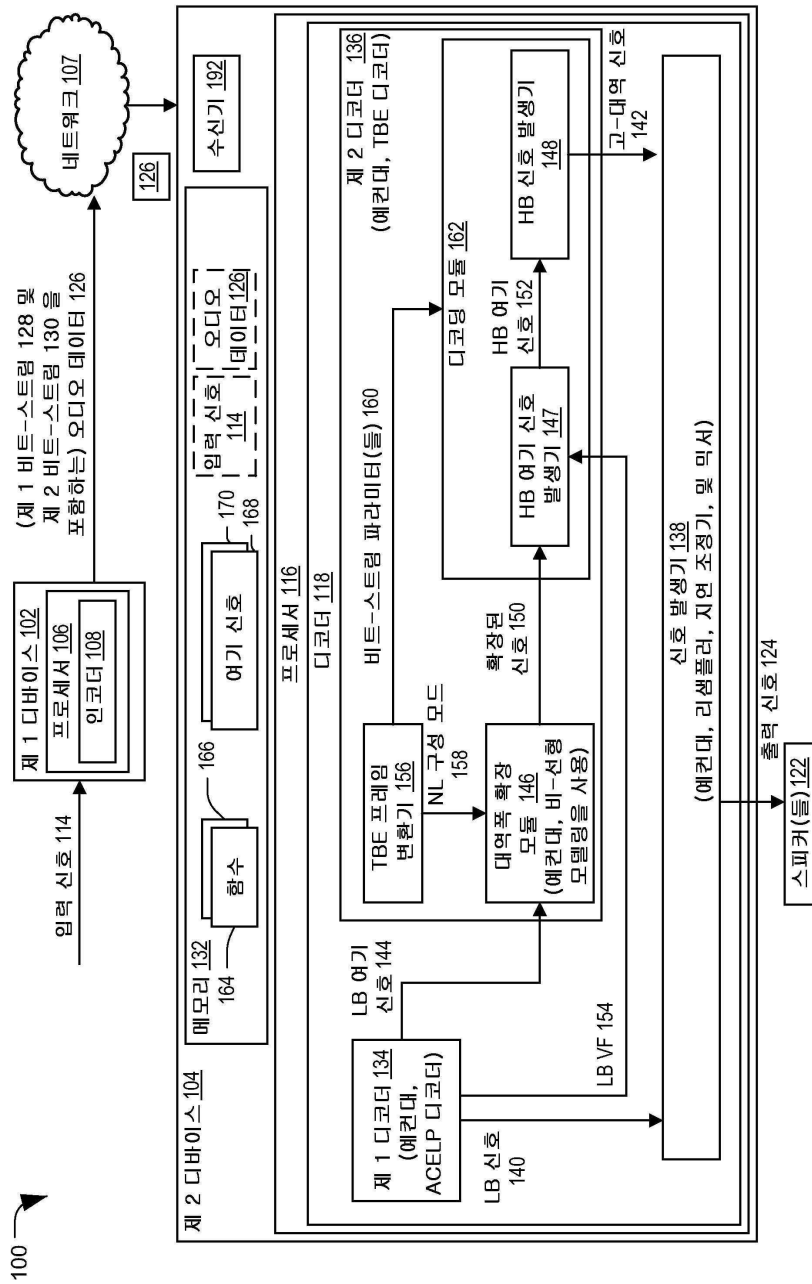 100
입력 신호 114
제 1 디바이스 102
프로세서 106
인코더 108
(제 1 비트-스트림 128 및
제 2 비트-스트림 130 을
포함하는) 오디오 데이터 126
네트워크 107
126
제 2 디바이스 104
메모리 132
164
함수
166
여기 신호
170
168
입력 신호
114
오디오
데이터126
수신기 192
프로세서 116
디코더 118
제 1 디코더 134
(예컨대,
ACELP 디코더)
LB 여기
신호 144
LB VF 154
LB 신호
140
제 2 디코더 136
(예컨대, TBE 디코더)
TBE 프레임
변환기 156
NL 구성 모드
158
비트-스트림 파라미터(들) 160
대역폭 확장
모듈 146
(예컨대, 비-선형
모델링을 사용)
확장된
신호 150
디코딩 모듈 162
HB 여기 신호
발생기 147
HB 여기
신호 152
HB 신호 발생기
148
고-대역 신호
142
신호 발생기 138
(예컨대, 리샘플러, 지연 조정기, 및 믹서)
출력 신호 124
스피커(들) 122